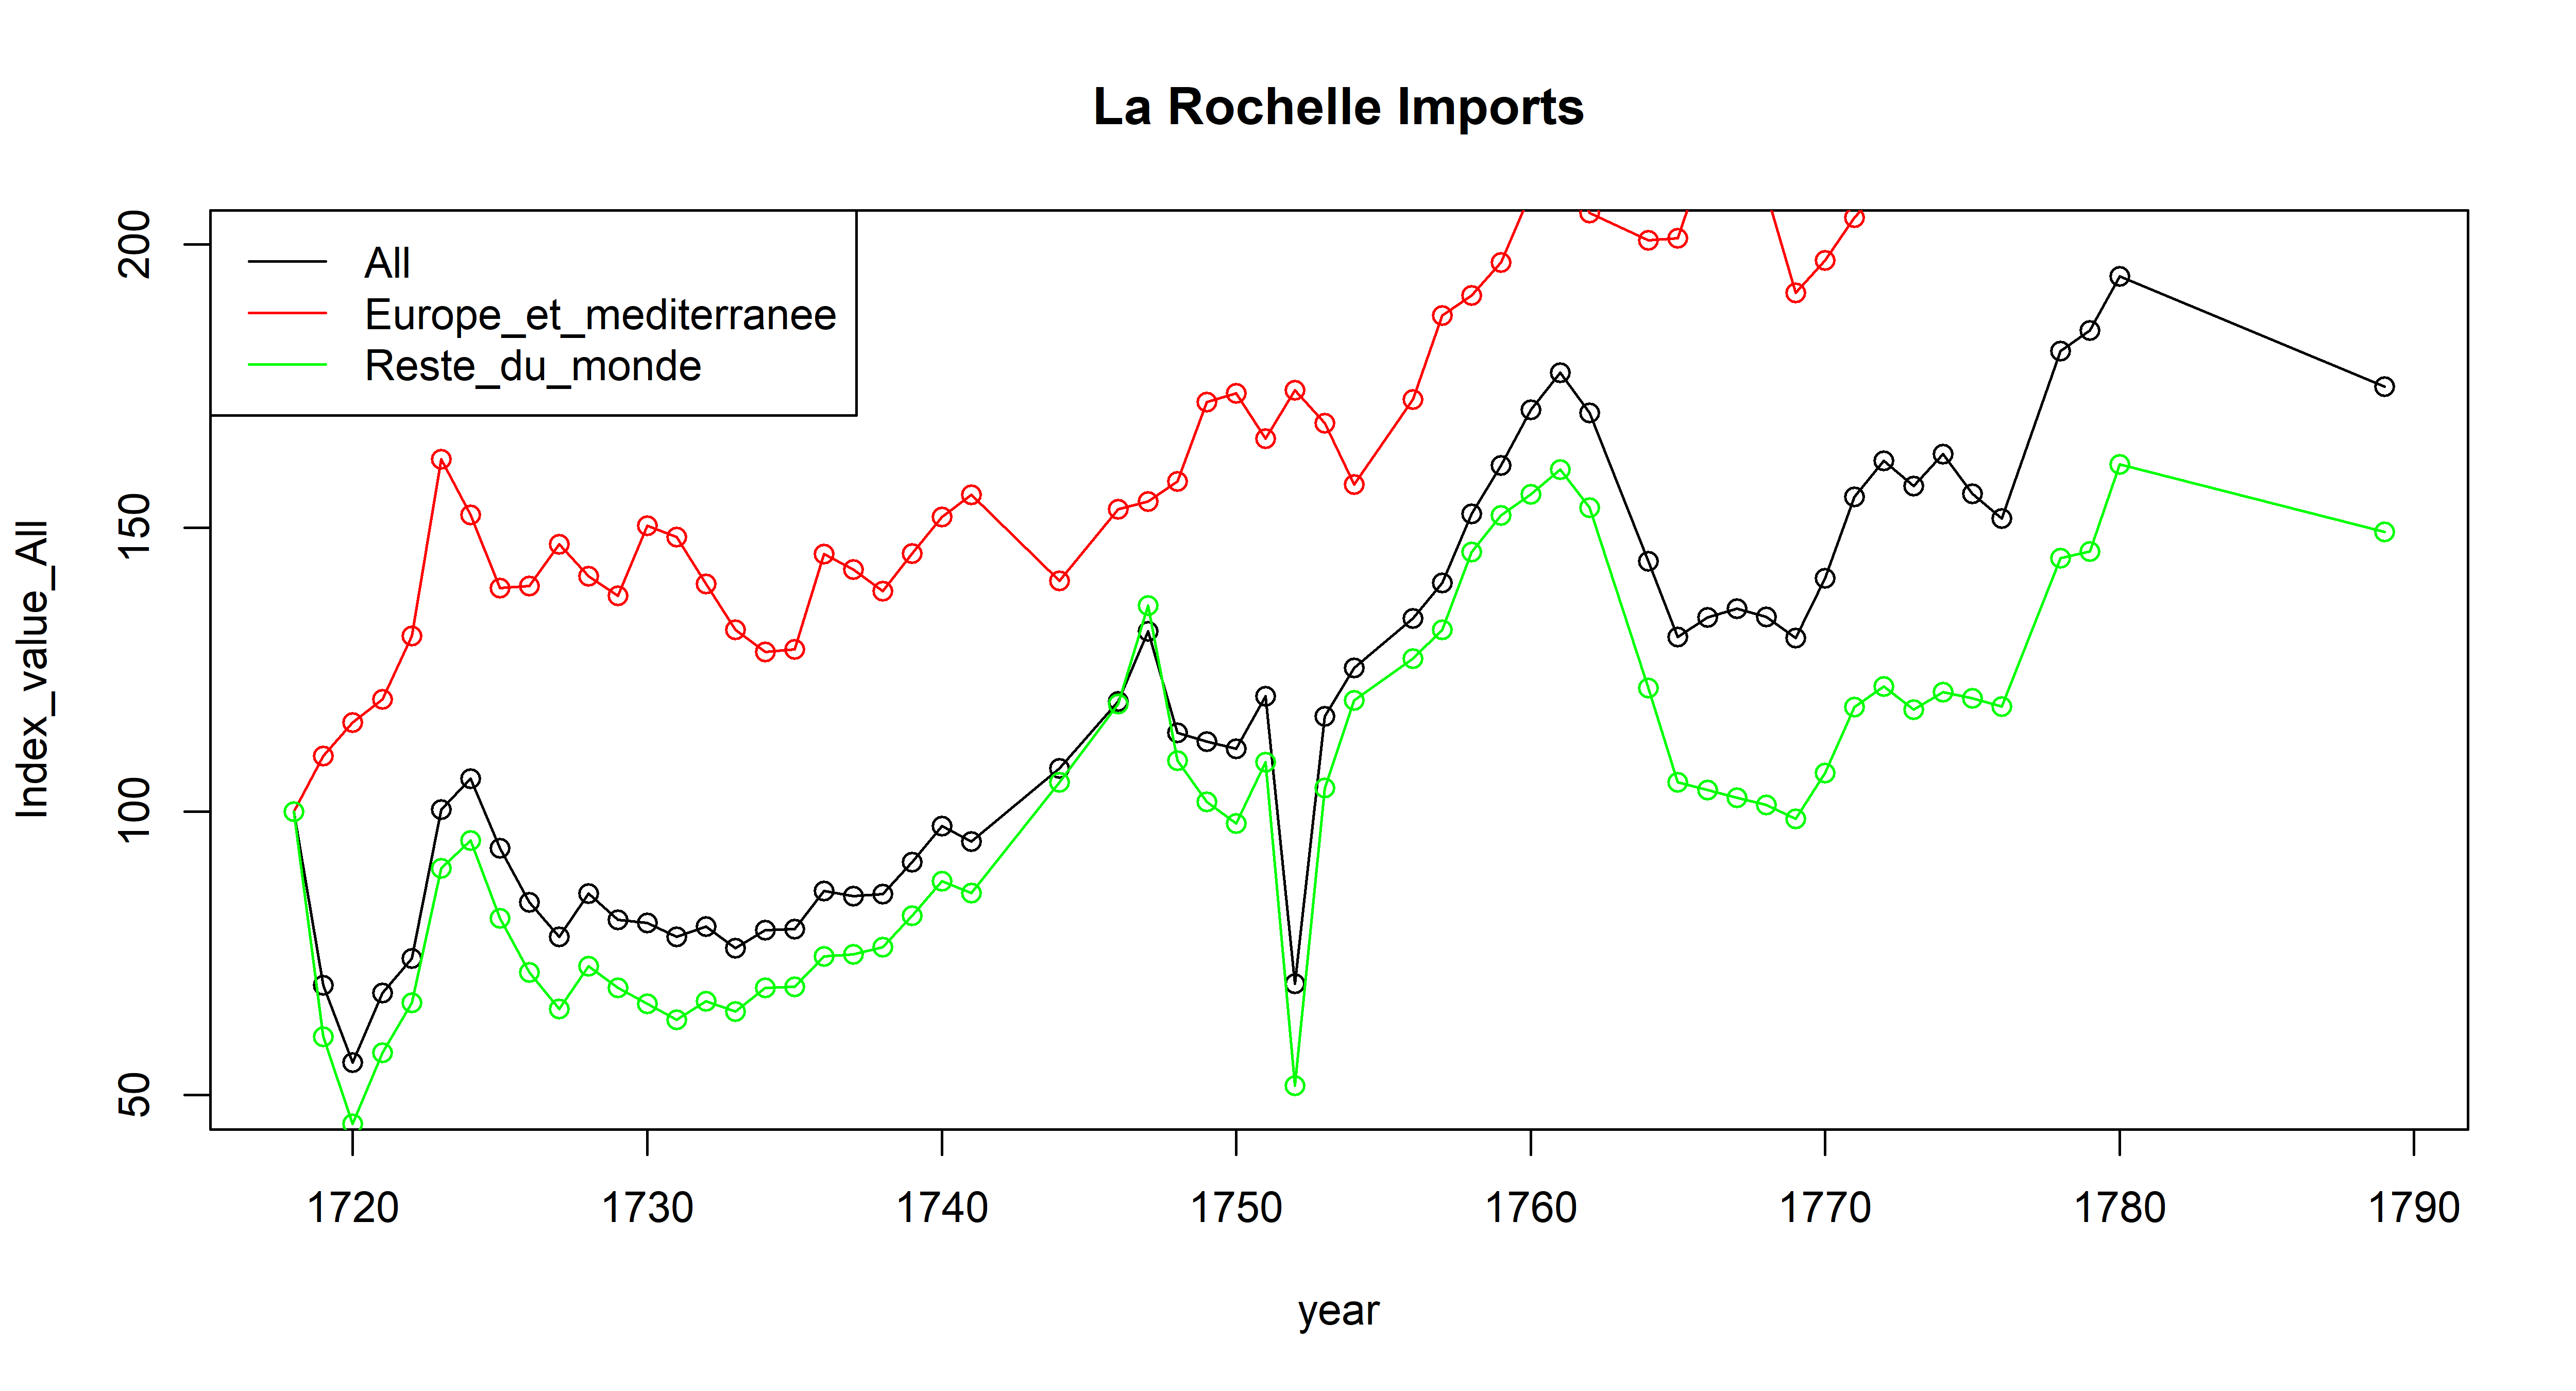 La Rochelle Imports
All
Europe_et_mediterranee
Reste_du_monde
Index_value_All
200
150
100
50
1720 1730 1740 1750 1760 1770 1780 1790
year